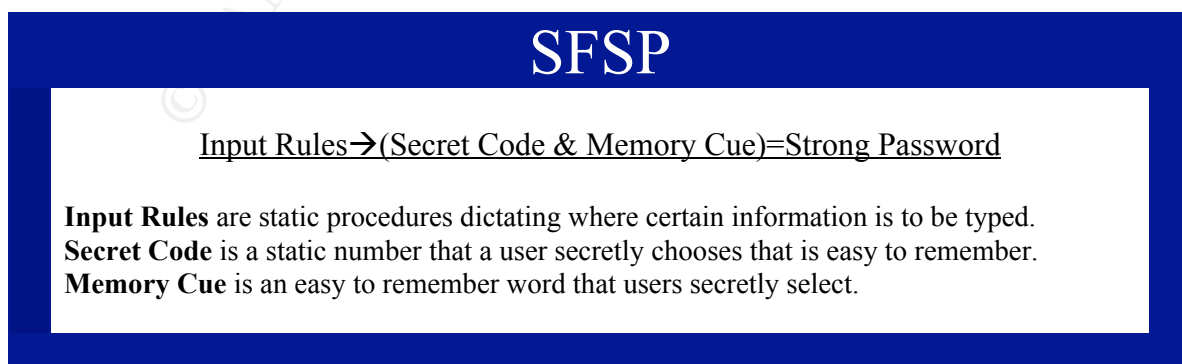 SFSP
Input Rules→(Secret Code & Memory Cue)=Strong Password
Input Rules are static procedures dictating where certain information is to be typed.
Secret Code is a static number that a user secretly chooses that is easy to remember.
Memory Cue is an easy to remember word that users secretly select.